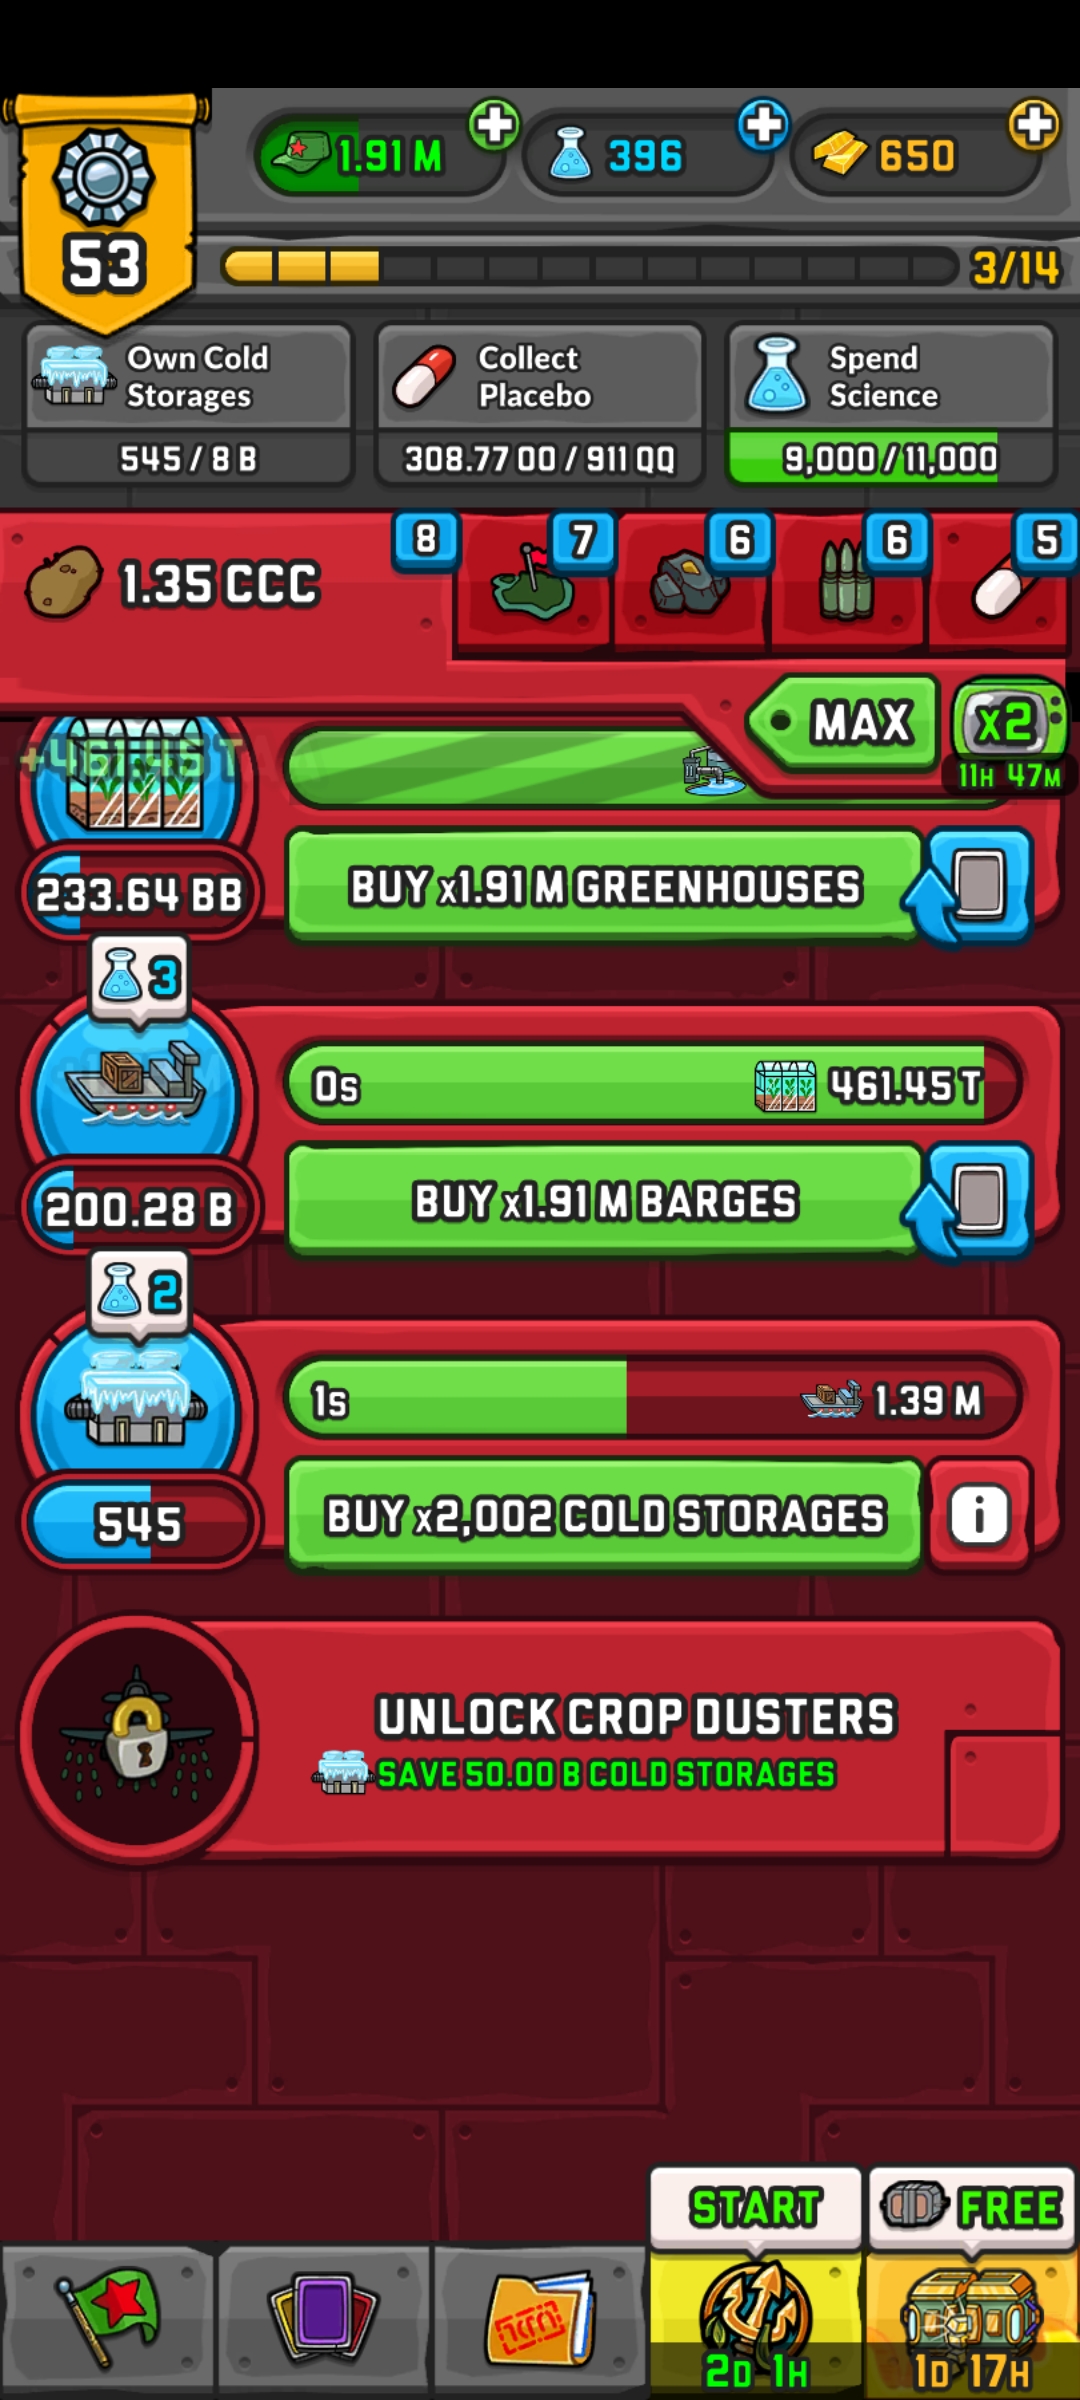 1.91 M
396
650
53
3/14
Own Cold
Storages
545 / 8 B
Collect
Placebo
308.77 OO / 911 QQ
Spend
Science
9,000 / 11,000
1.35 CCC
8
7
6
6
5
MAX
x2
11H 47M
233.64 BB
BUY x1.91 M GREENHOUSES
3
0s
461.45 T
200.28 B
BUY x1.91 M BARGES
2
1s
1.39 M
545
BUY x2,002 COLD STORAGES
i
UNLOCK CROP DUSTERS
SAVE 50.00 B COLD STORAGES
START
FREE
2D 1H
1D 17H